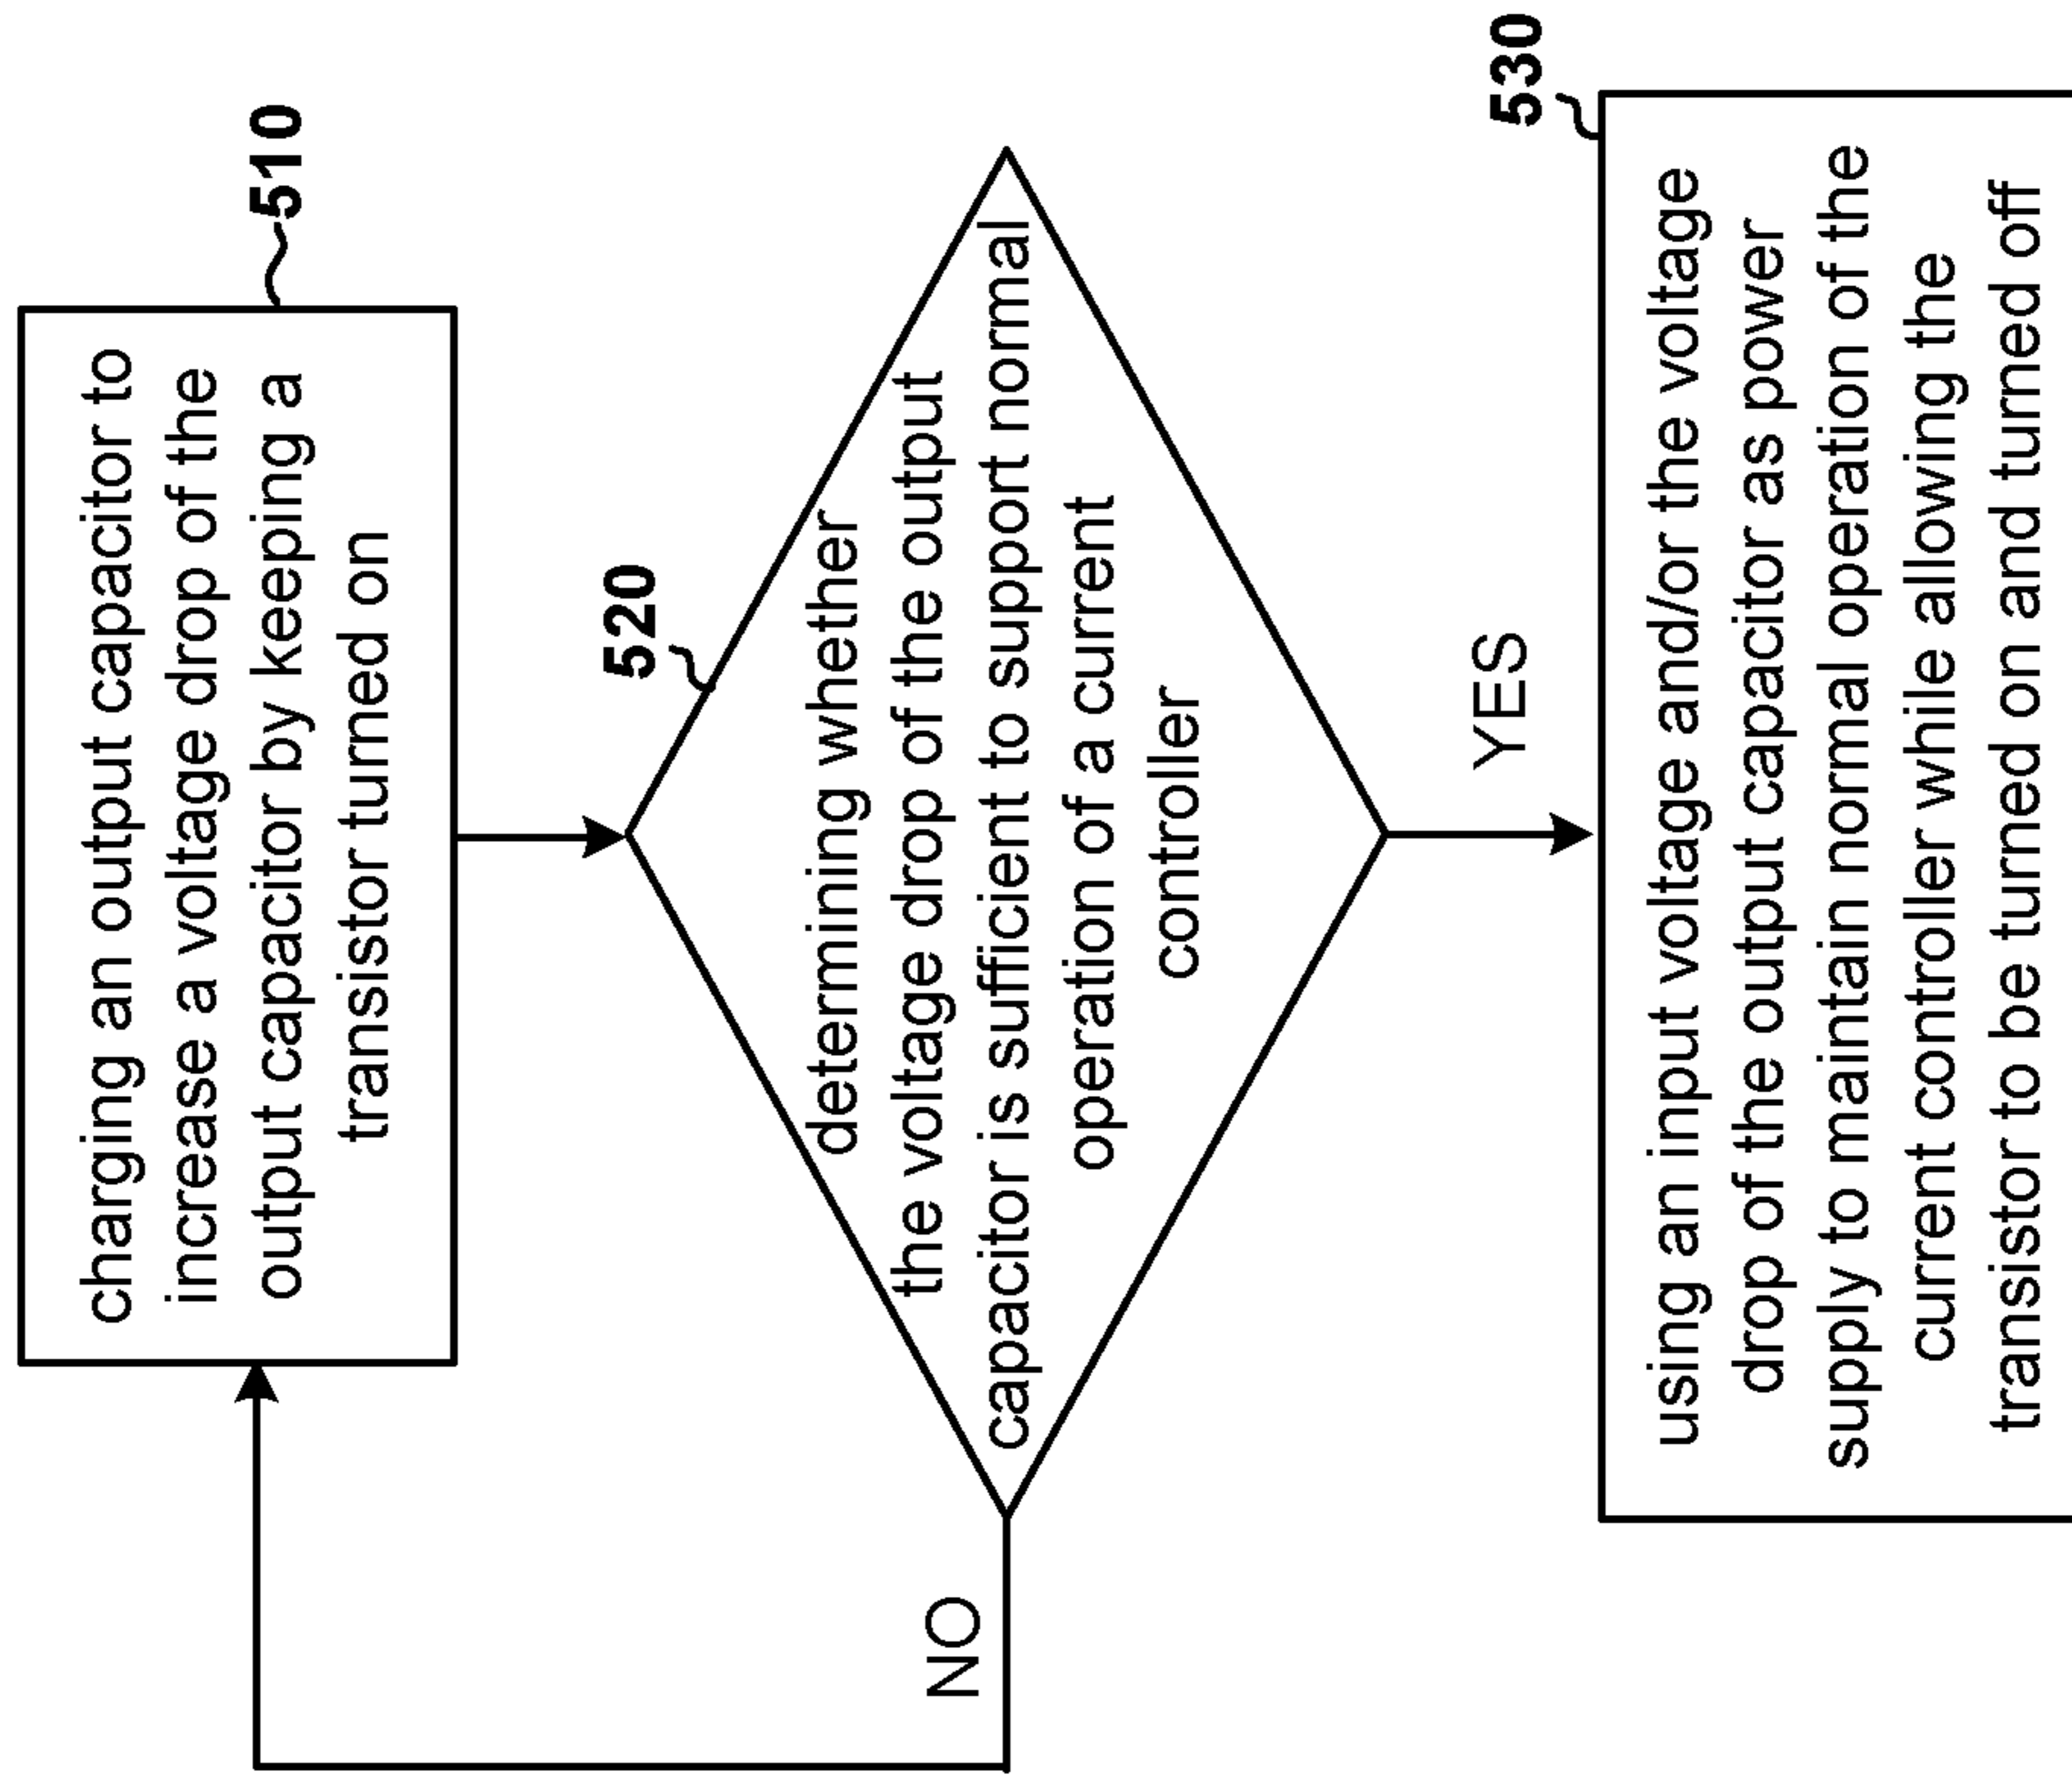 charging an output capacitor to
increase a voltage drop of the
output capacitor by keeping a
transistor turned on
510
520
determining whether
the voltage drop of the output
capacitor is sufficient to support normal
operation of a current
controller
NO
YES
530
using an input voltage and/or the voltage
drop of the output capacitor as power
supply to maintain normal operation of the
current controller while allowing the
transistor to be turned on and turned off